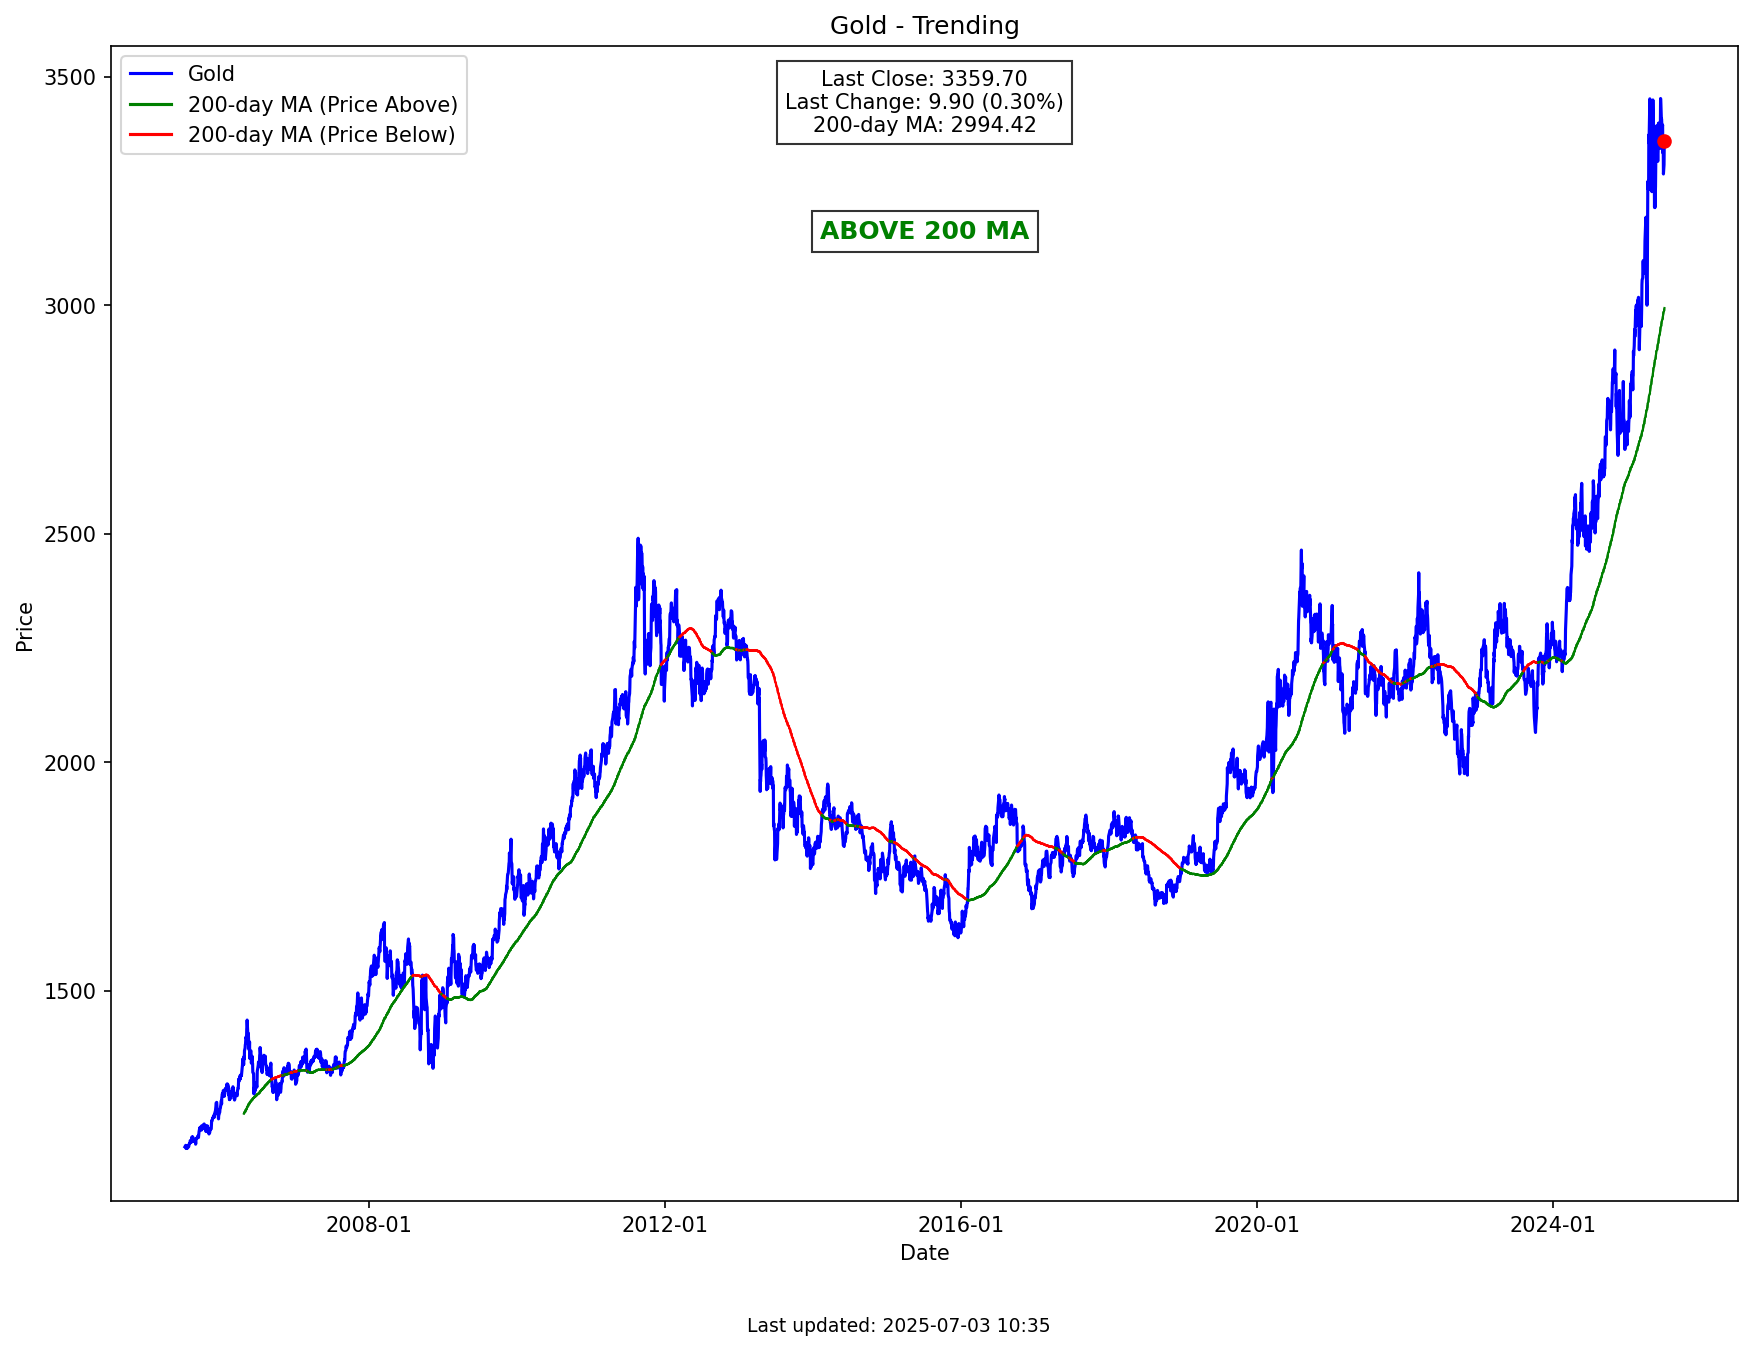 Gold - Trending
Gold
200-day MA (Price Above)
200-day MA (Price Below)
Last Close: 3359.70
Last Change: 9.90 (0.30%)
200-day MA: 2994.42
ABOVE 200 MA
Price
3500
3000
2500
2000
1500
2008-01
2012-01
2016-01
2020-01
2024-01
Date
Last updated: 2025-07-03 10:35